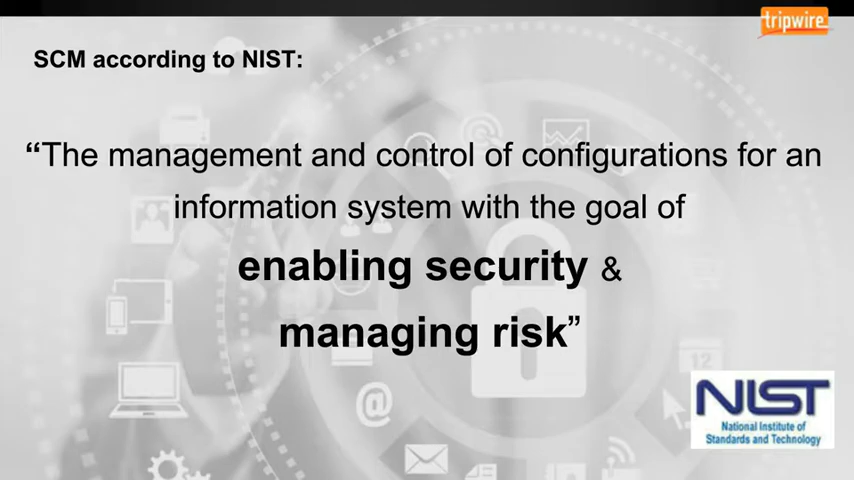 tripwire
SCM according to NIST:
“The management and control of configurations for an
information system with the goal of
enabling security &
managing risk”
@
12
NIST
National Institute of
Standards and Technology